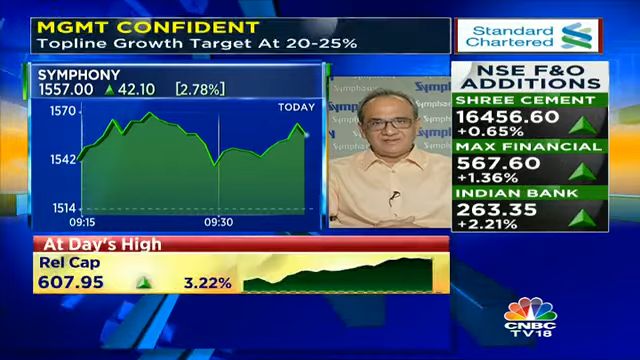 MGMT CONFIDENT
Topline Growth Target At 20-25%
Standard
Chartered
SYMPHONY
1557.00 42.10 [2.78%]
TODAY
1570
1542
1514
09:15 09:30
Symphony
NSE F&O
ADDITIONS
SHREE CEMENT
16456.60
+0.65%
MAX FINANCIAL
567.60
+1.36%
INDIAN BANK
263.35
+2.21%
At Day's High
Rel Cap
607.95 3.22%
CNBC
TV18